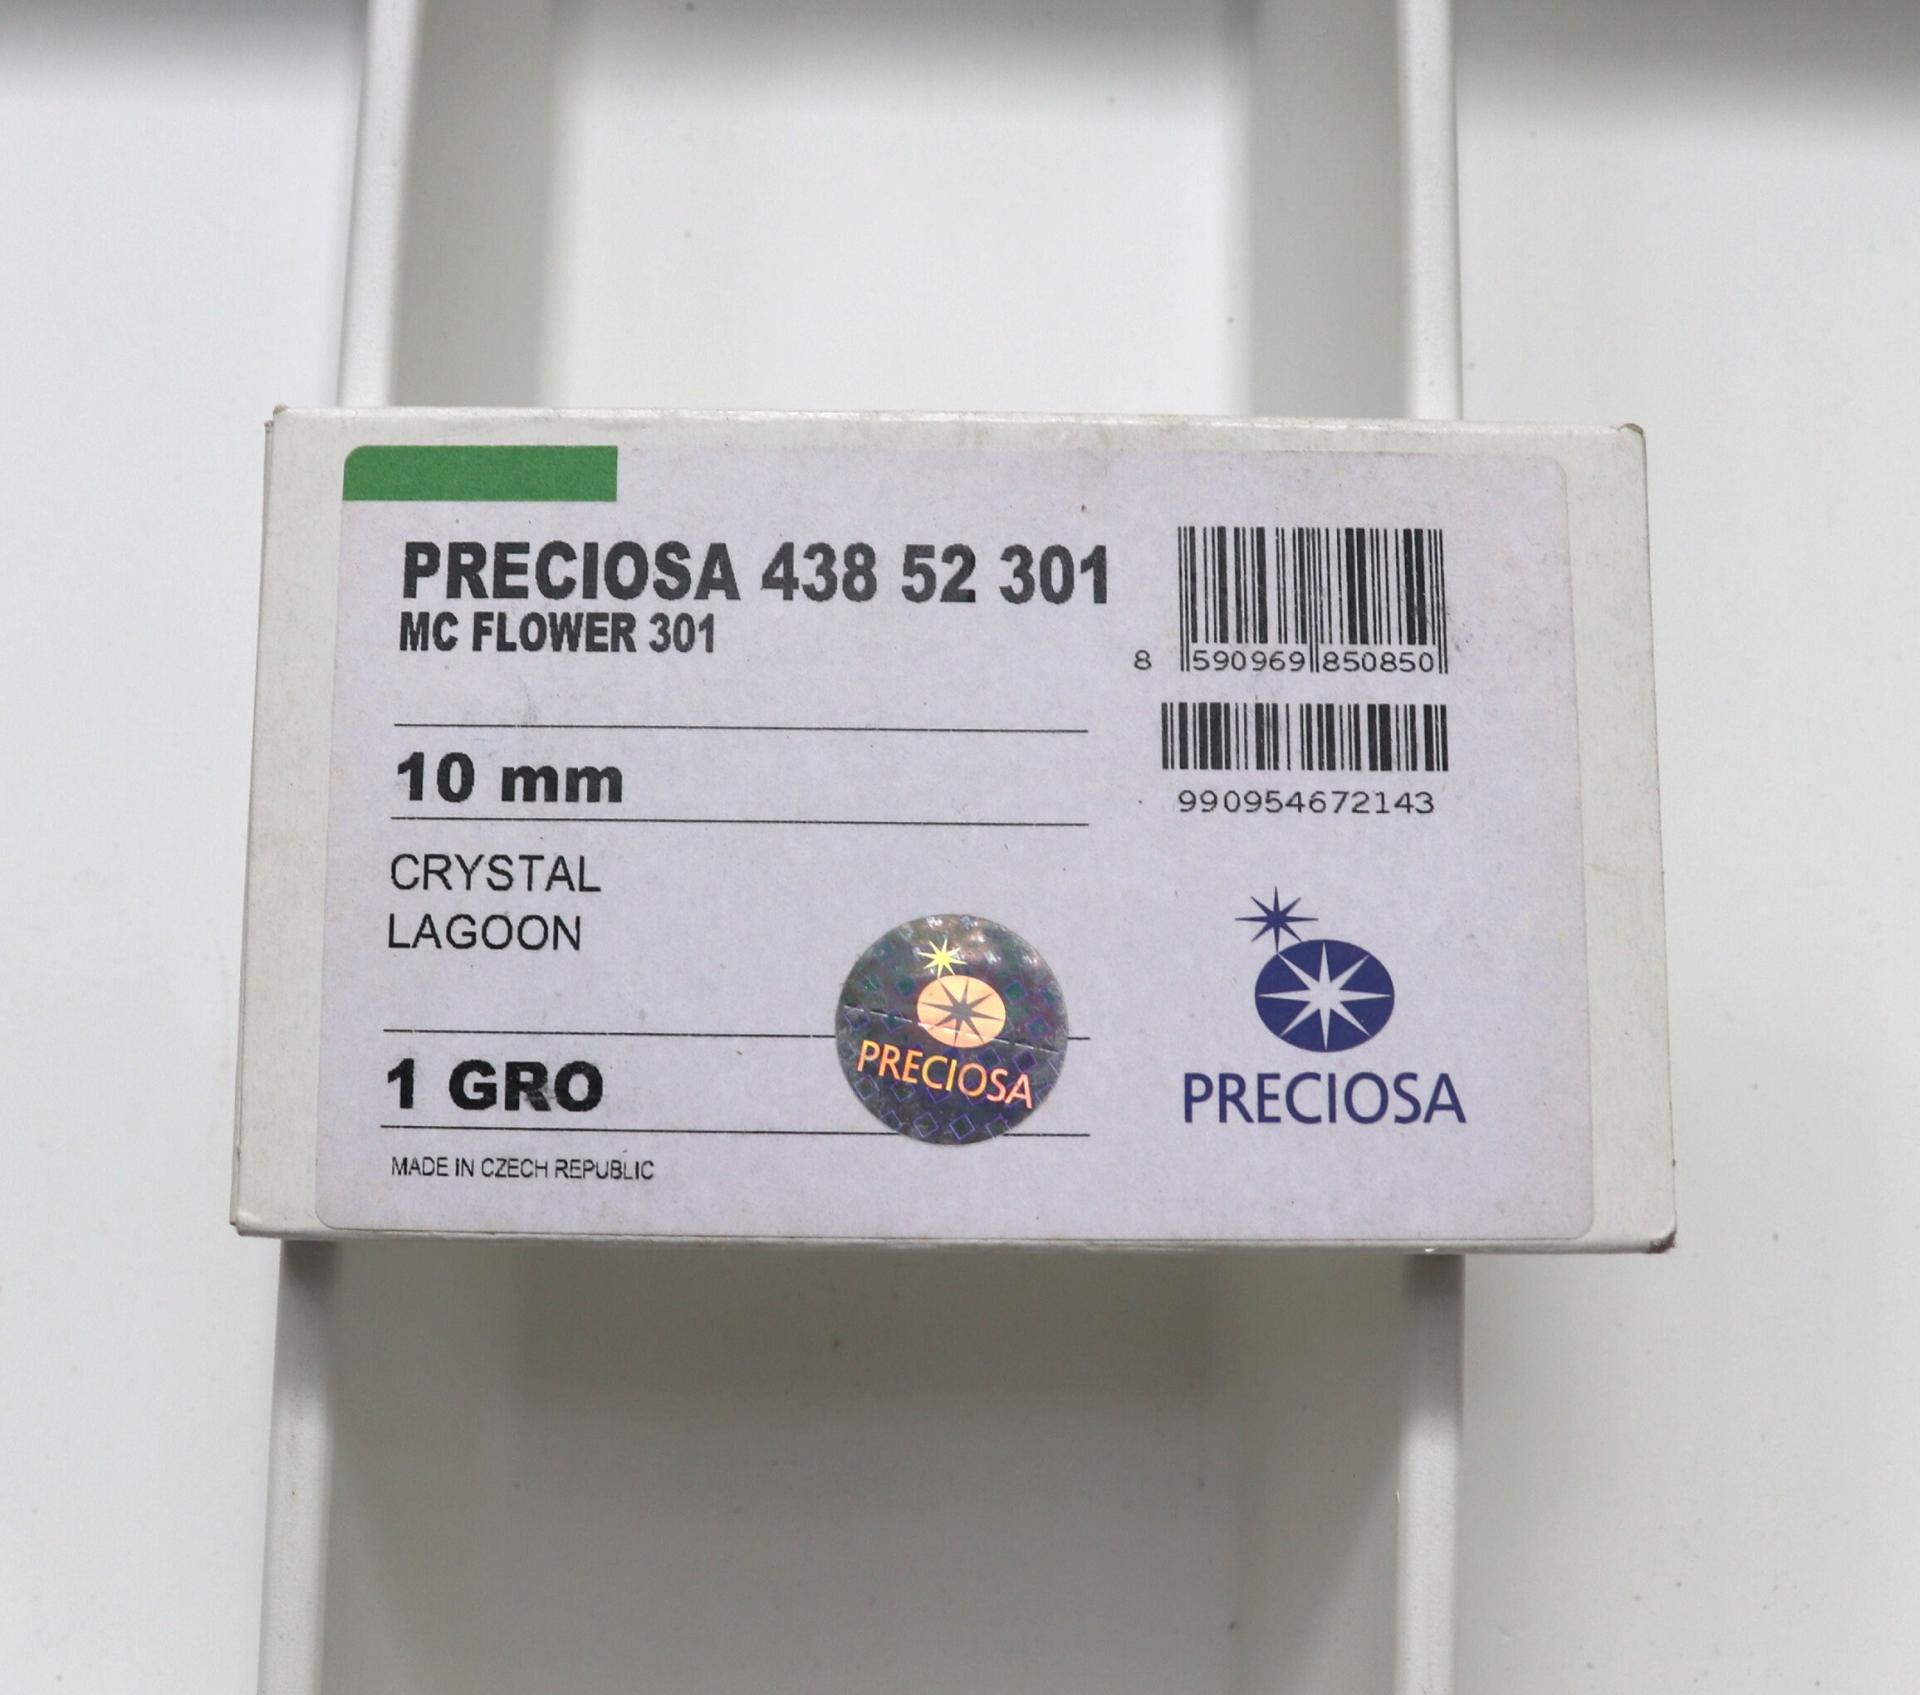 PRECIOSA 438 52 301
MC FLOWER 301
8 590969 850850
990954672143
10 mm
CRYSTAL
LAGOON
1 GRO
PRECIOSA
PRECIOSA
MADE IN CZECH REPUBLIC